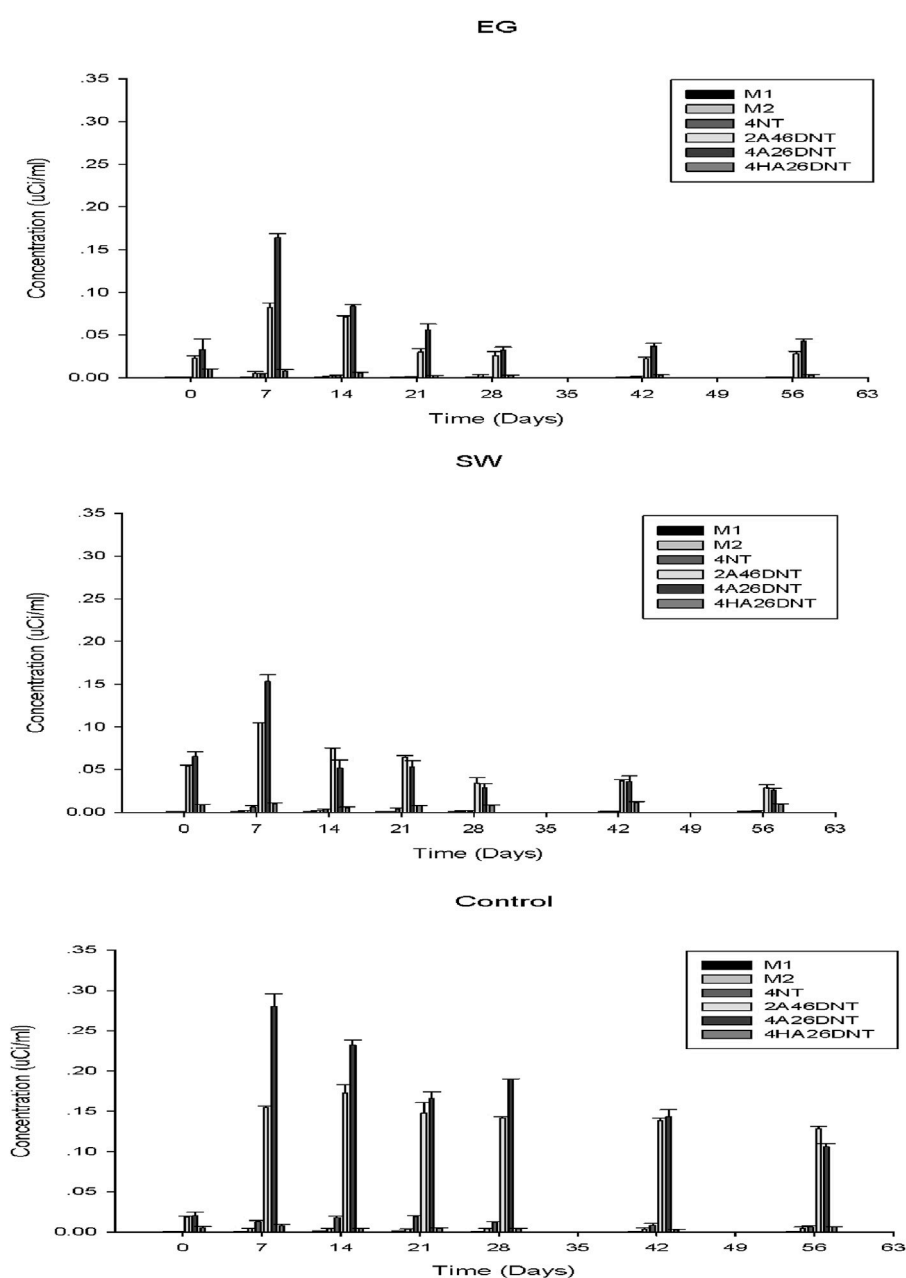 EG
.35
.30
.25
.20
.15
.10
.05
0.00
Concentration (uCi/ml)
M1
M2
4NT
2A46DNT
4A26DNT
4HA26DNT
0 7 14 21 28 35 42 49 56 63
Time (Days)
SW
.35
.30
.25
.20
.15
.10
.05
0.00
Concentration (uCi/ml)
M1
M2
4NT
2A46DNT
4A26DNT
4HA26DNT
0 7 14 21 28 35 42 49 56 63
Time (Days)
Control
.35
.30
.25
.20
.15
.10
.05
0.00
Concentration (uCi/ml)
M1
M2
4NT
2A46DNT
4A26DNT
4HA26DNT
0 7 14 21 28 35 42 49 56 63
Time (Days)